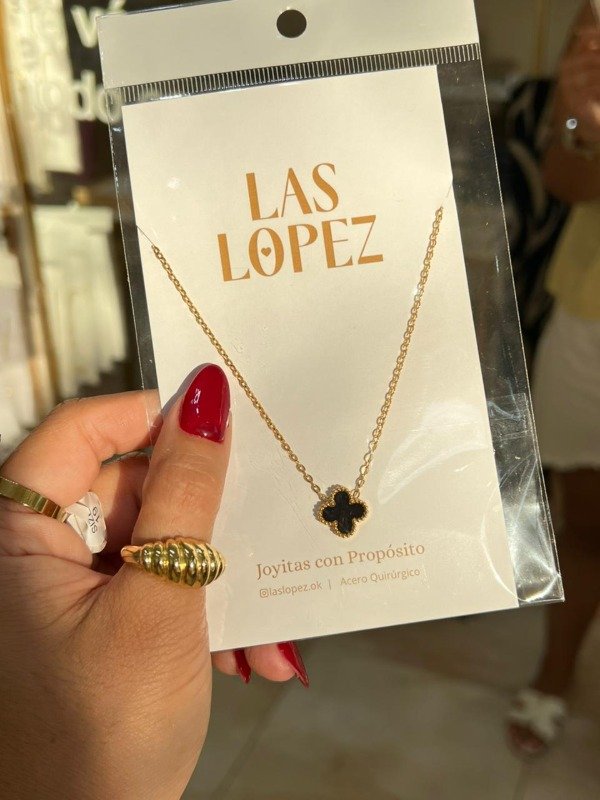 LAS
LOPEZ
Joyitas con Propósito
@laslopez.ok | Acero Quirúrgico